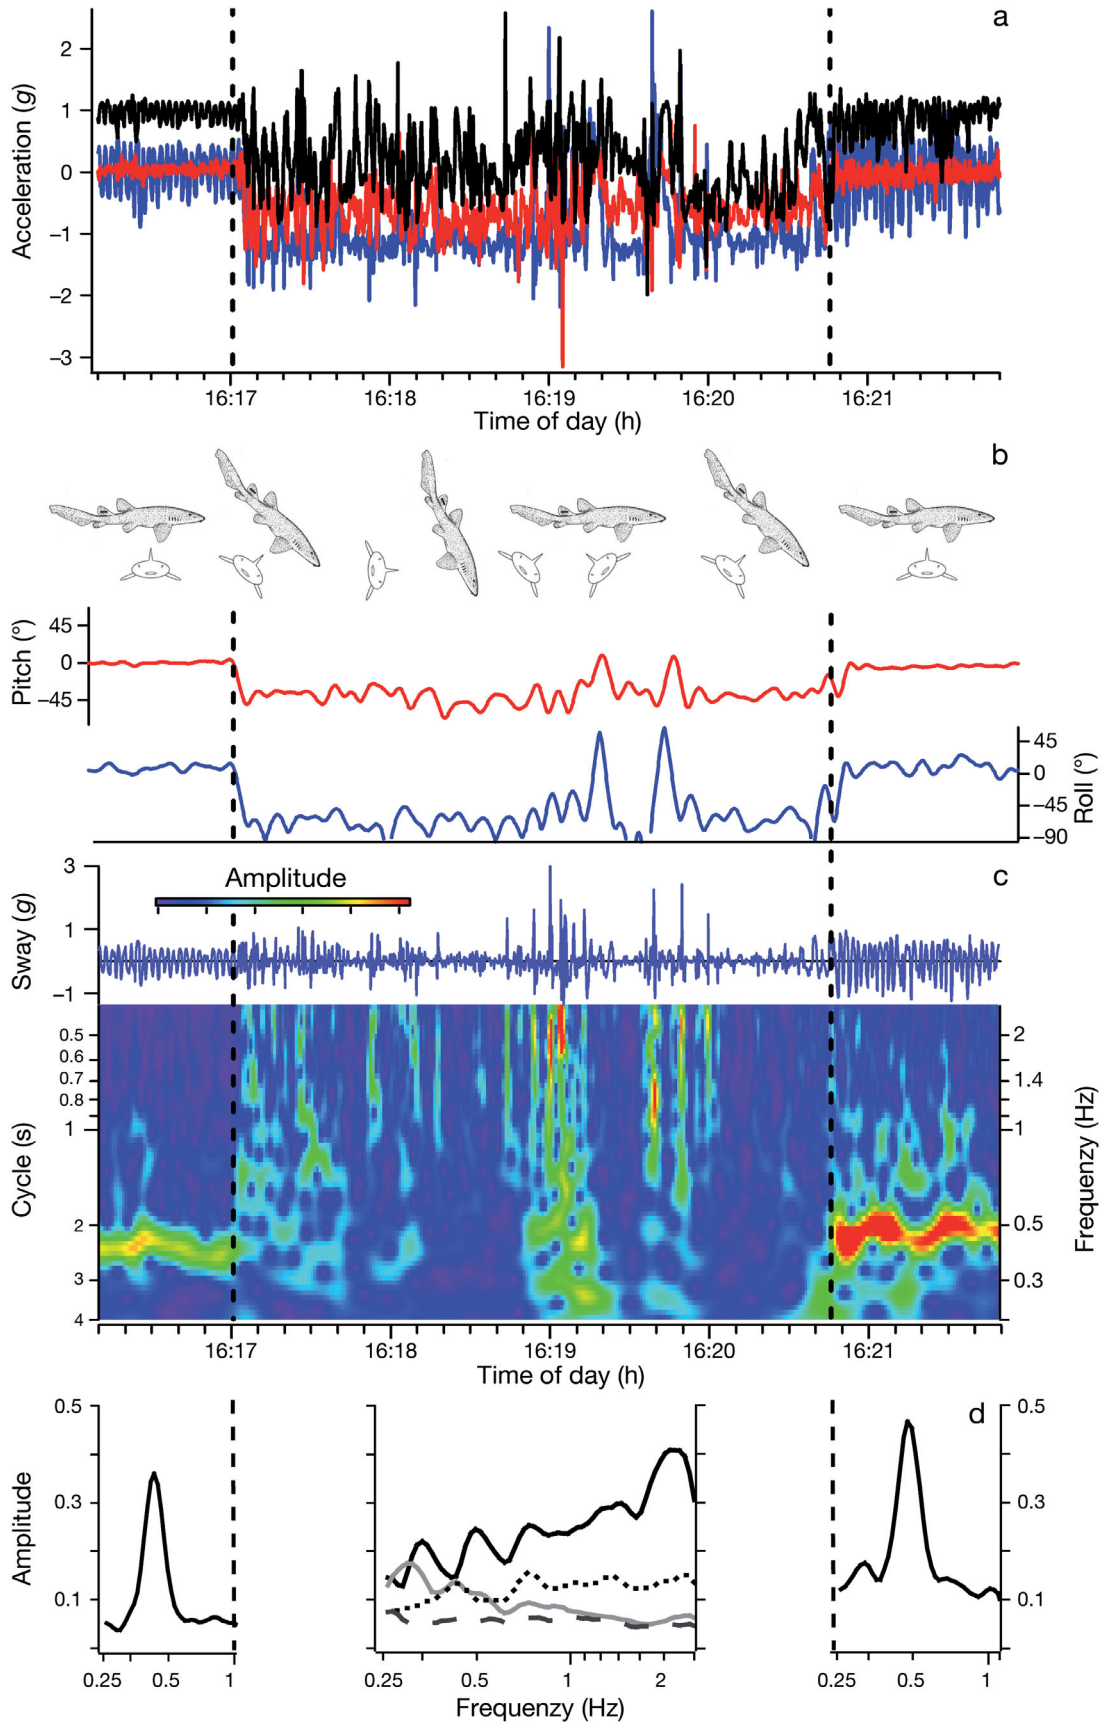 a
Acceleration (g)
2
1
0
–1
–2
–3
16:17 16:18 16:19 16:20 16:21
Time of day (h)
b
Pitch (°)
45
0
–45
45
0
–45
–90
Roll (°)
c
Amplitude
Sway (g)
3
1
–1
Cycle (s)
0.5
0.6
0.7
0.8
1
2
3
4
2
1.4
1
0.5
0.3
Frequenzy (Hz)
16:17 16:18 16:19 16:20 16:21
Time of day (h)
d
Amplitude
0.5
0.3
0.1
0.5
0.3
0.1
0.25 0.5 1
0.25 0.5 1 2
0.25 0.5 1
Frequenzy (Hz)